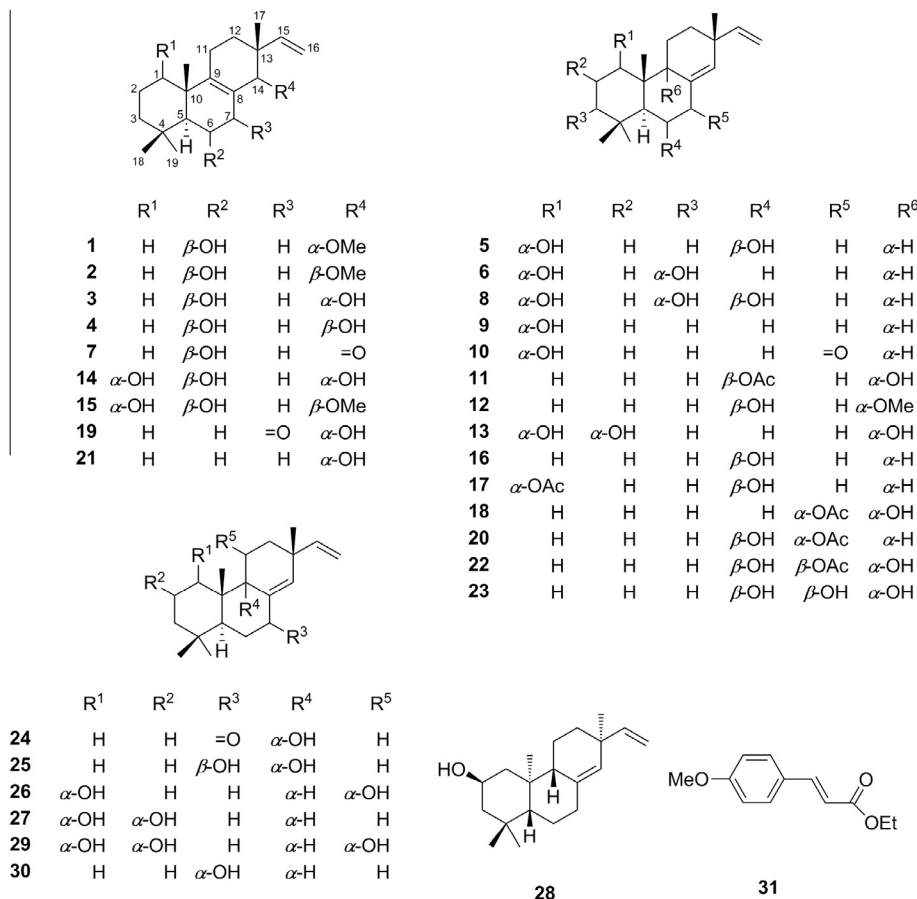 R¹ 17 15 16
12 11 13
1 9 14 R⁴
2 10 8
3 5 7 R³
4 6
H R²
18 19
R¹ R² R³ R⁴
1 H β-OH H α-OMe
2 H β-OH H β-OMe
3 H β-OH H α-OH
4 H β-OH H β-OH
7 H β-OH H =O
14 α-OH β-OH H α-OH
15 α-OH β-OH H β-OMe
19 H H =O α-OH
21 H H H α-OH
R¹
R²
R⁶
R³ R⁵
H R⁴
R¹ R² R³ R⁴ R⁵ R⁶
5 α-OH H H β-OH H α-H
6 α-OH H α-OH H H α-H
8 α-OH H α-OH β-OH H α-H
9 α-OH H H H H α-H
10 α-OH H H H =O α-H
11 H H H β-OAc H α-OH
12 H H H β-OH H α-OMe
13 α-OH α-OH H H H α-OH
16 H H H β-OH H α-H
17 α-OAc H H β-OH H α-H
18 H H H H α-OAc α-OH
20 H H H β-OH α-OAc α-H
22 H H H β-OH β-OAc α-OH
23 H H H β-OH β-OH α-OH
R⁵
R¹
R²
R⁴
R³
H
R¹ R² R³ R⁴ R⁵
24 H H =O α-OH H
25 H H β-OH α-OH H
26 α-OH H H α-H α-OH
27 α-OH α-OH H α-H H
29 α-OH α-OH H α-H α-OH
30 H H α-OH α-H H
HO
H
H
28
MeO
O
OEt
31